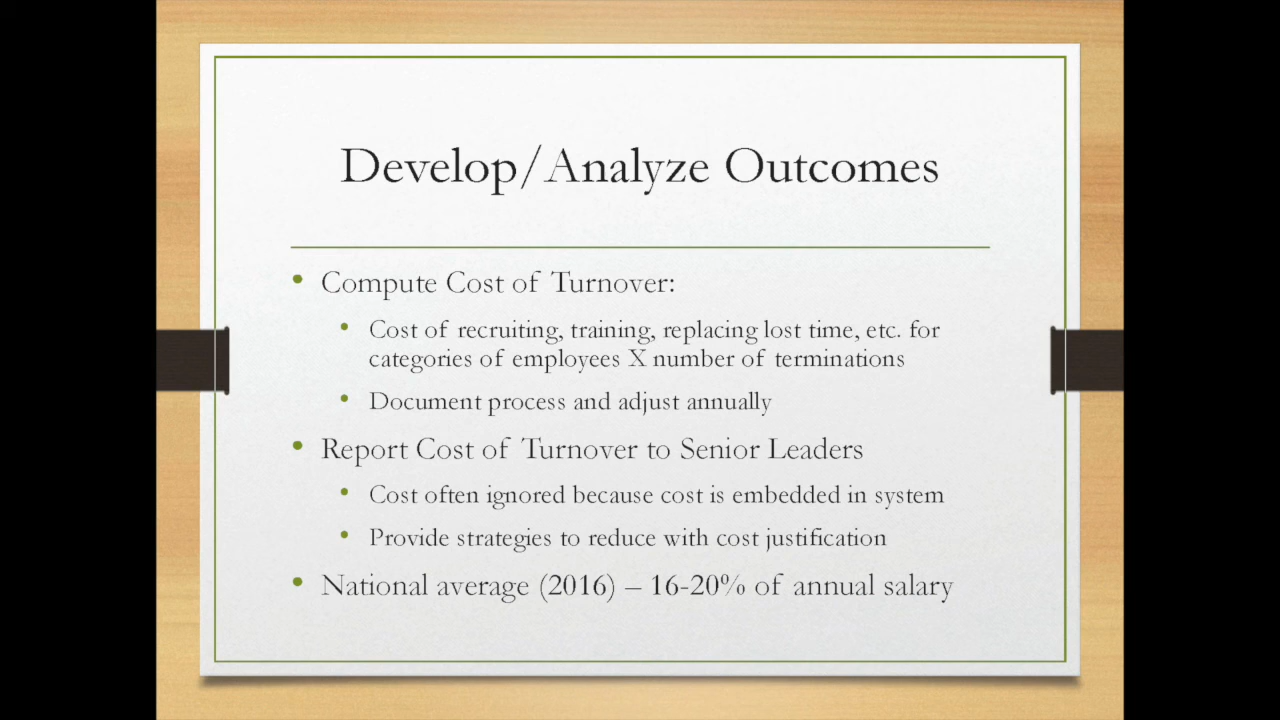 Develop/Analyze Outcomes
• Compute Cost of Turnover:
• Cost of recruiting, training, replacing lost time, etc. for
categories of employees X number of terminations
• Document process and adjust annually
• Report Cost of Turnover to Senior Leaders
• Cost often ignored because cost is embedded in system
• Provide strategies to reduce with cost justification
• National average (2016) – 16-20% of annual salary